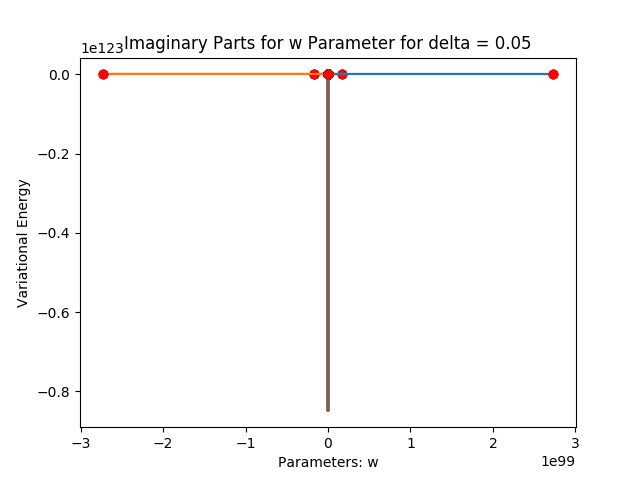 1e123
Imaginary Parts for w Parameter for delta = 0.05
0.0
−0.2
−0.4
−0.6
−0.8
Variational Energy
−3 −2 −1 0 1 2 3
1e99
Parameters: w